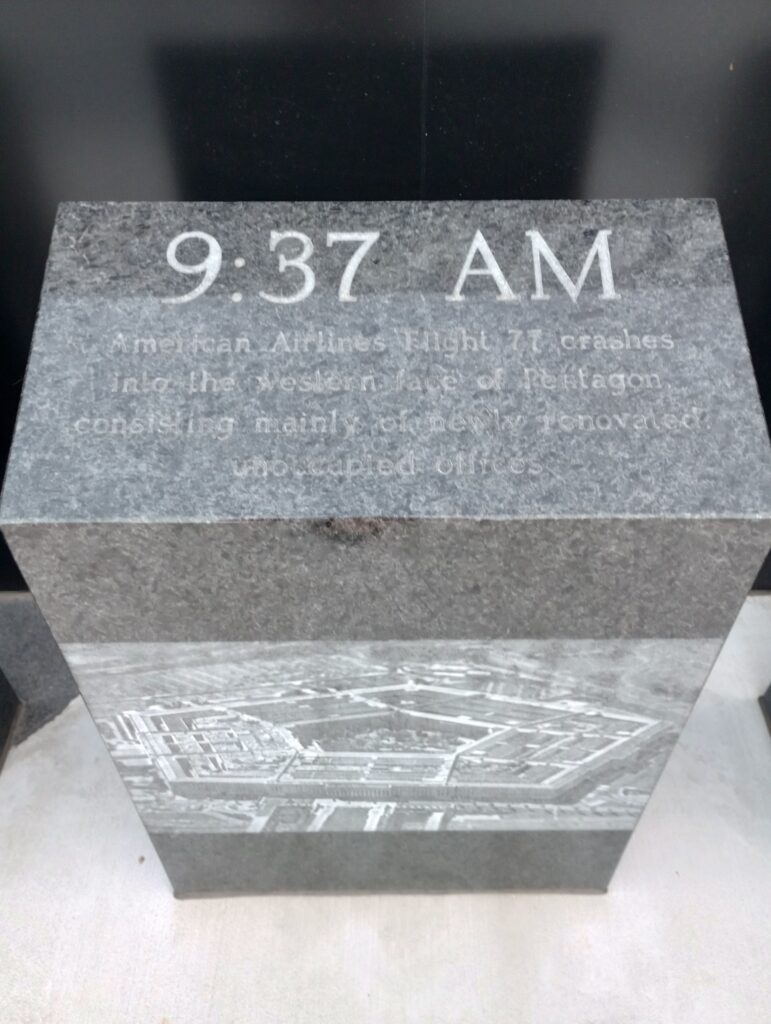 9:37 AM
American Airlines Flight 77 crashes
into the western face of Pentagon
consisting mainly of newly renovated
unoccupied offices